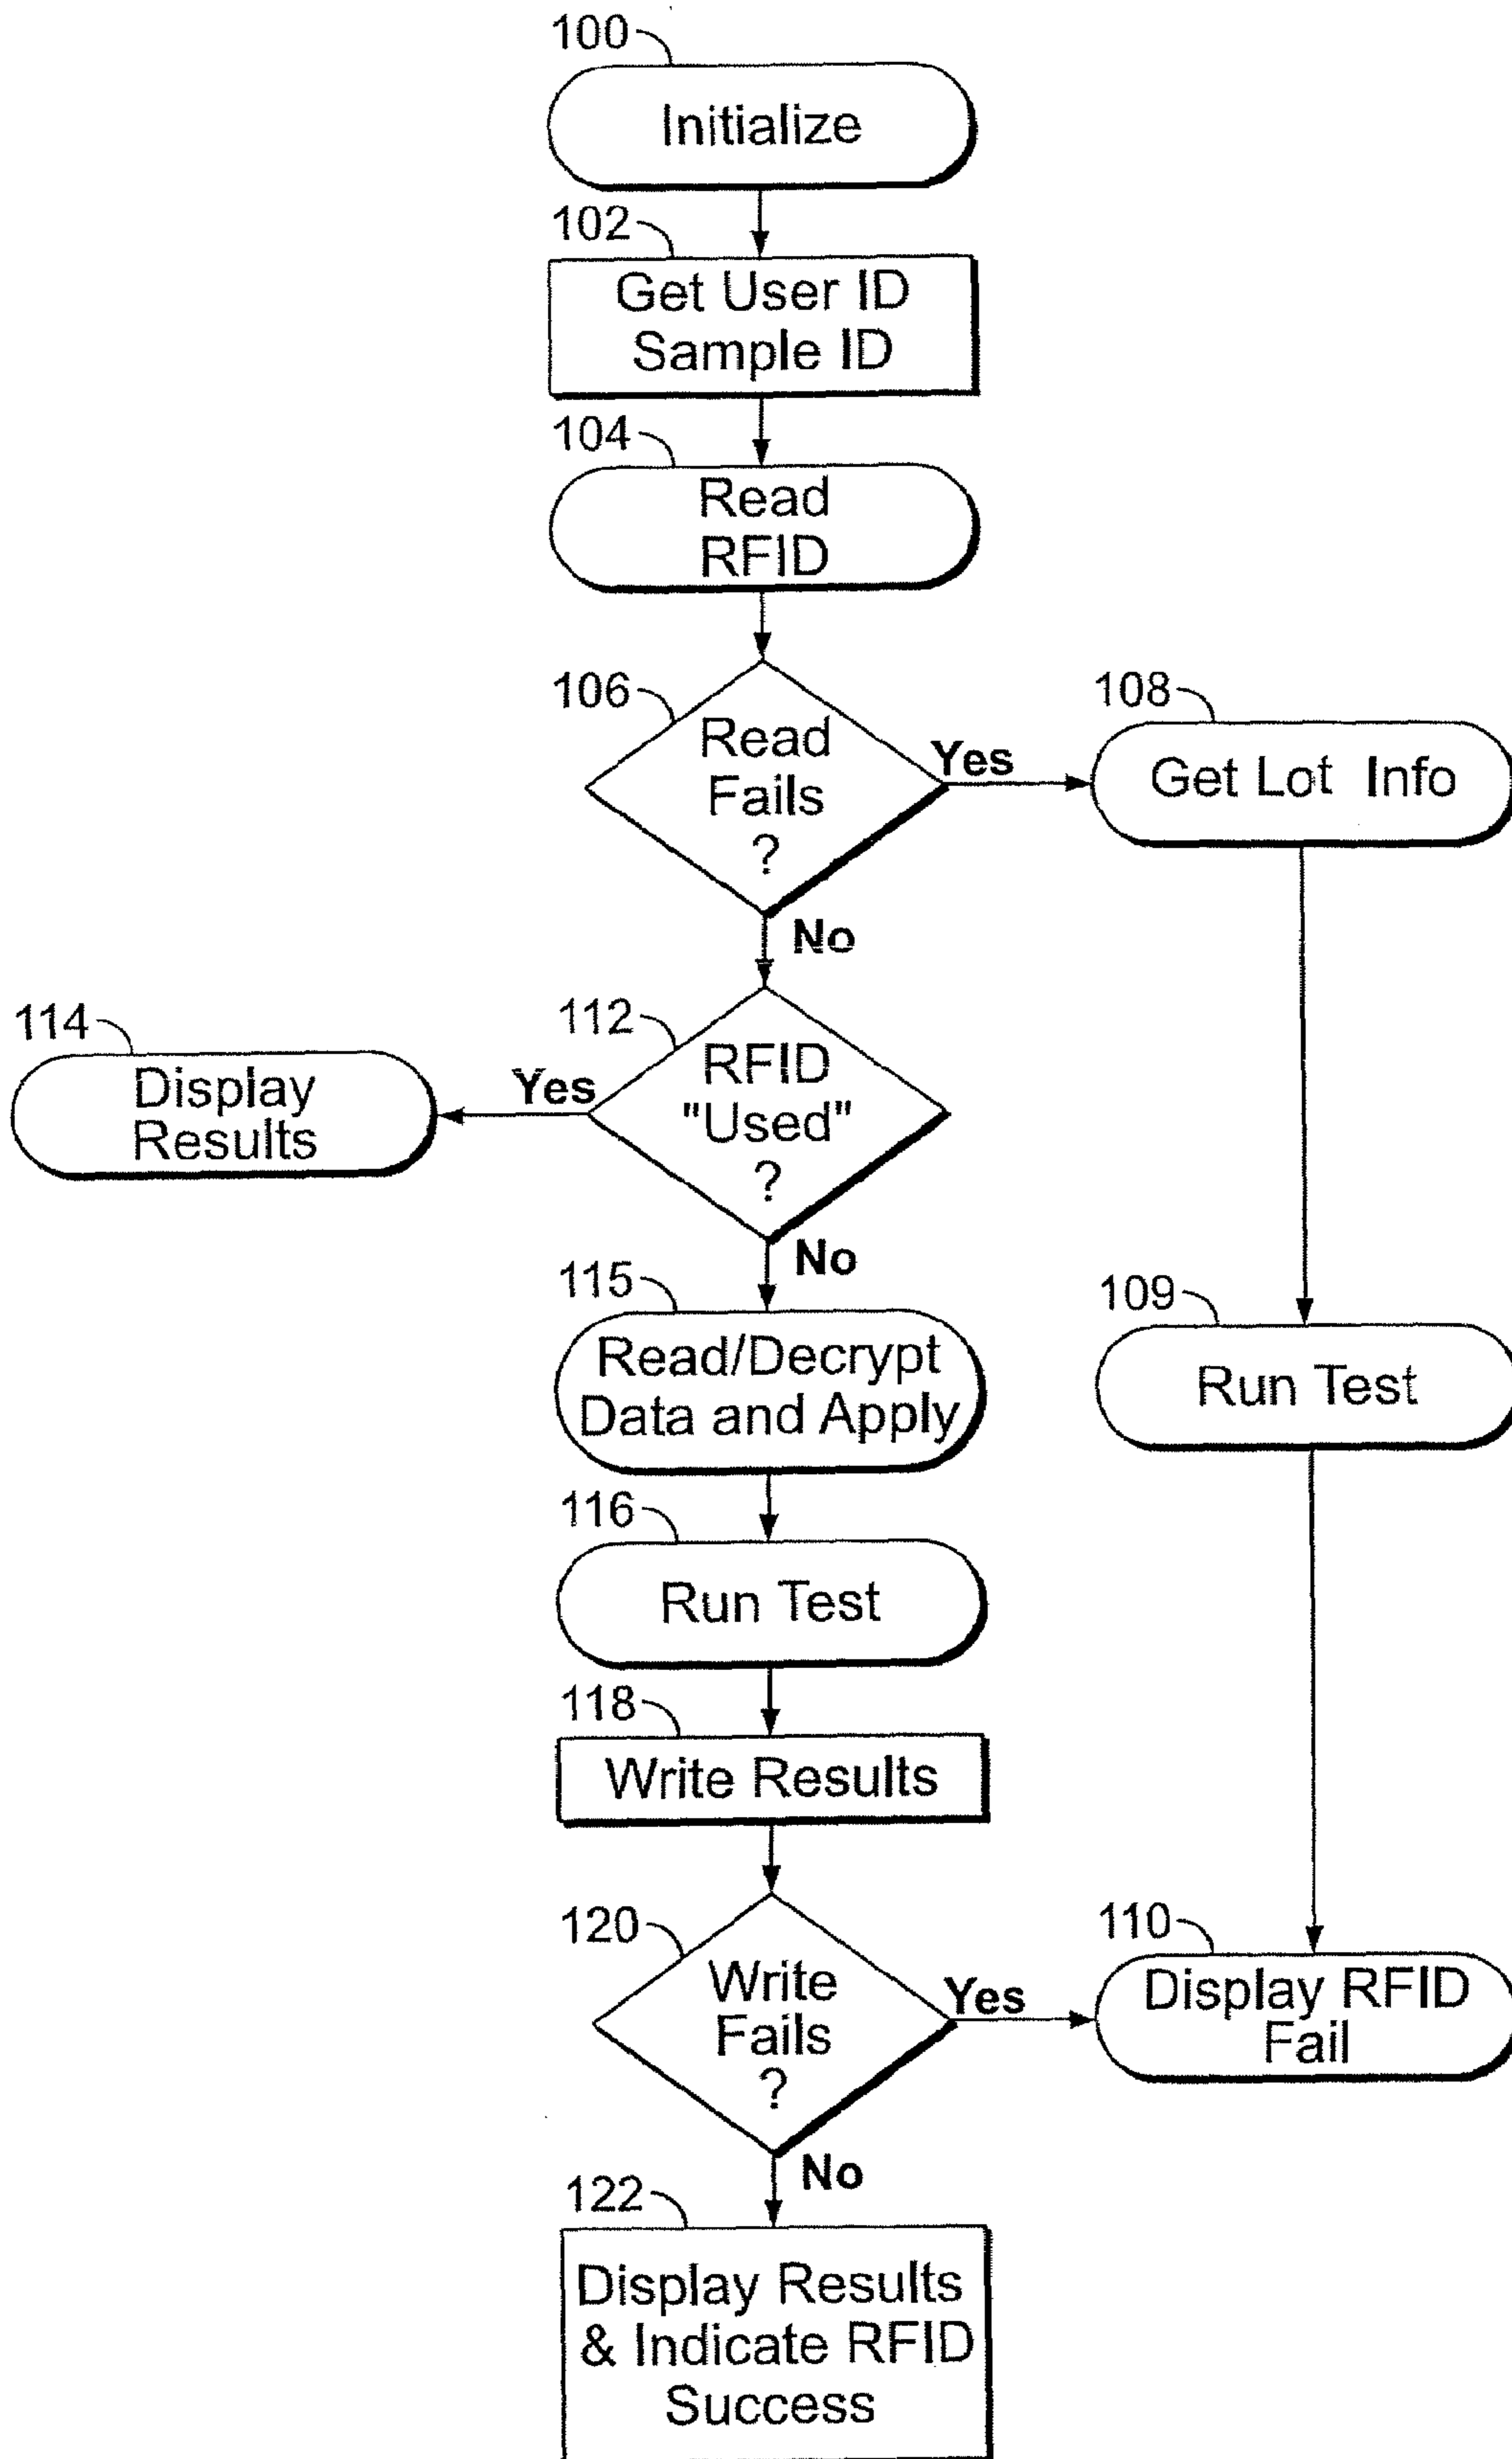 100
Initialize
102
Get User ID
Sample ID
104
Read
RFID
106
Read
Fails
?
Yes
108
Get Lot Info
No
114
Display
Results
Yes
112
RFID
"Used"
?
No
115
Read/Decrypt
Data and Apply
109
Run Test
116
Run Test
118
Write Results
120
Write
Fails
?
Yes
110
Display RFID
Fail
No
122
Display Results
& Indicate RFID
Success